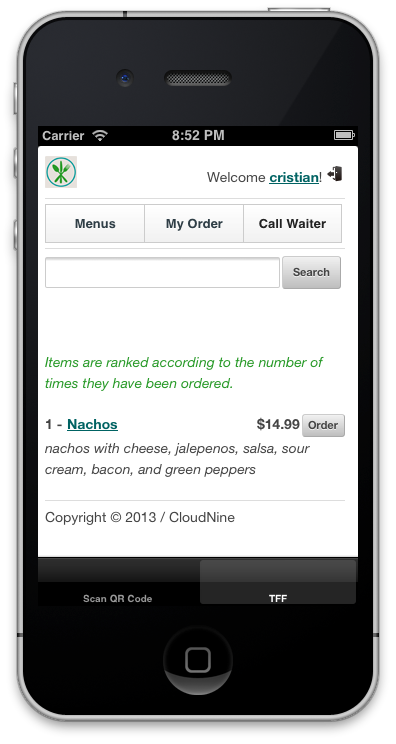 Carrier 8:52 PM
Welcome cristian!
Menus My Order Call Waiter
Search
Items are ranked according to the number of
times they have been ordered.
1 - Nachos $14.99 Order
nachos with cheese, jalepenos, salsa, sour
cream, bacon, and green peppers
Copyright © 2013 / CloudNine
Scan QR Code TFF